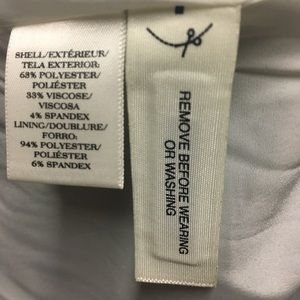 SHELL/EXTÉRIEUR/
TELA EXTERIOR:
63% POLYESTER/
POLIÉSTER
33% VISCOSE/
VISCOSA
4% SPANDEX
LINING/DOUBLURE/
FORRO:
94% POLYESTER/
POLIÉSTER
6% SPANDEX
REMOVE BEFORE WEARING
OR WASHING